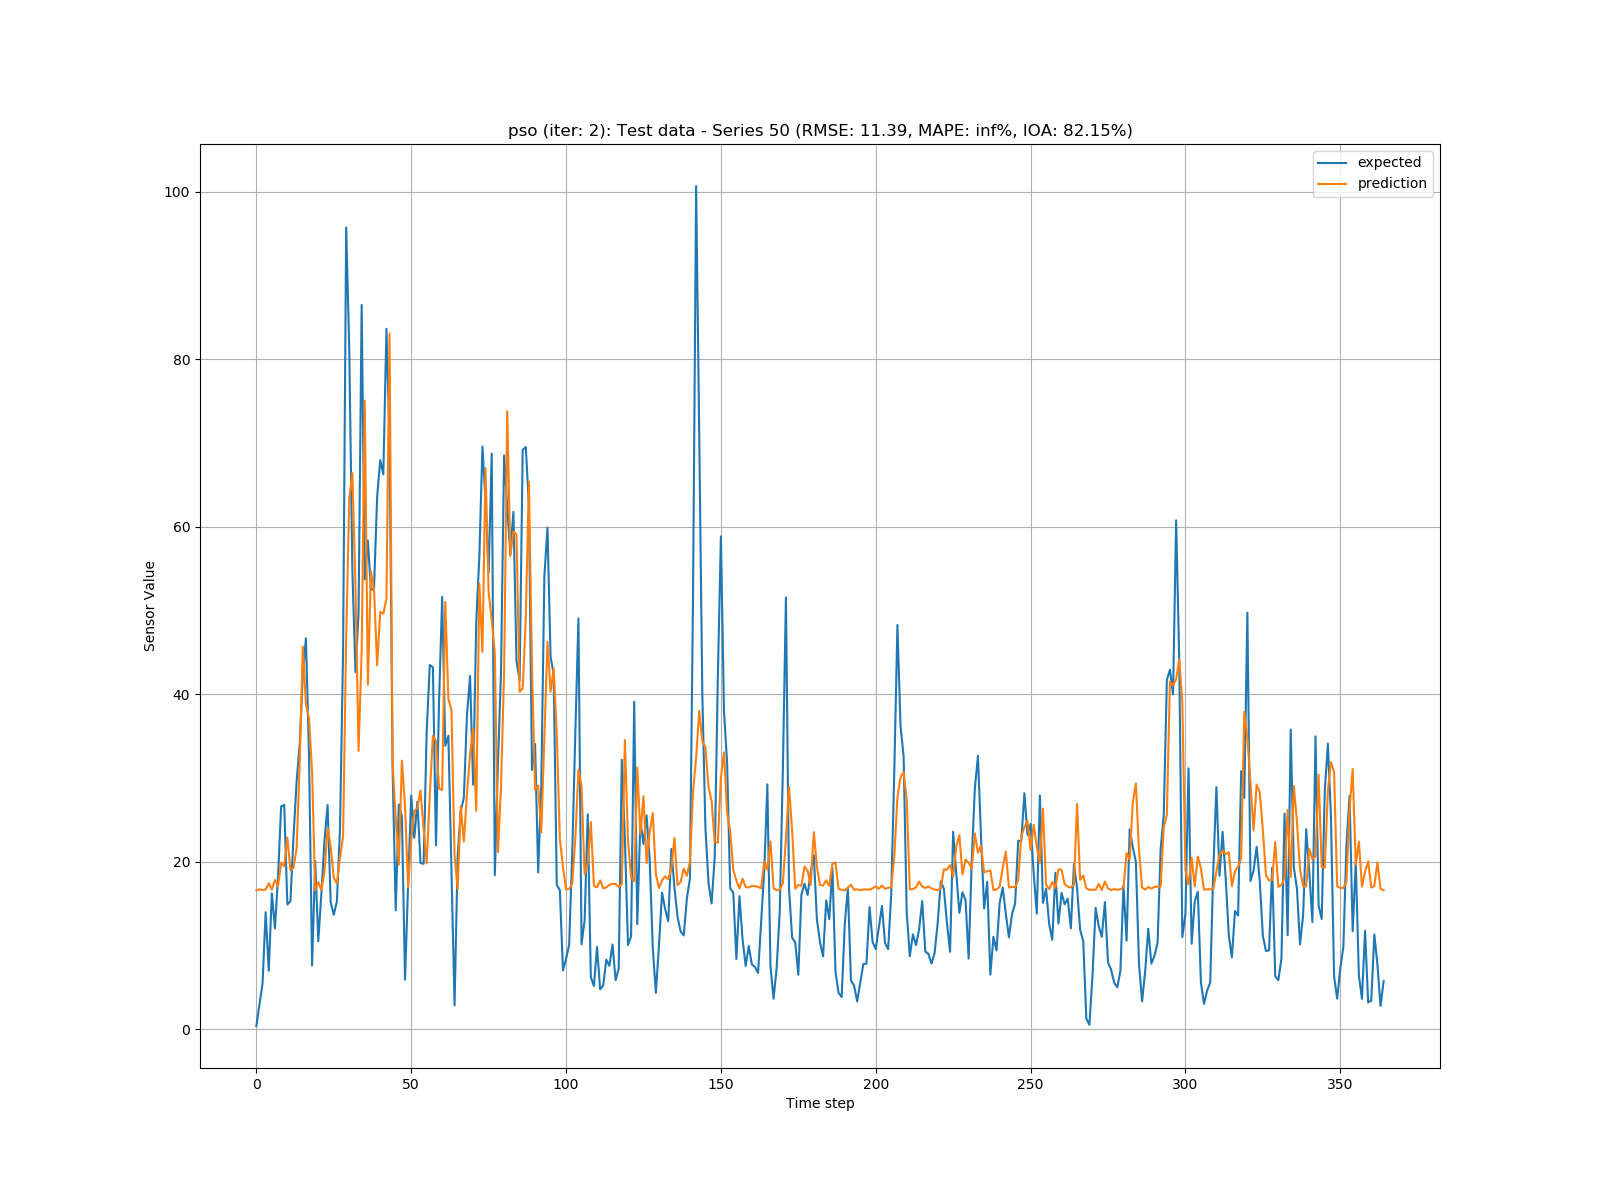 pso (iter: 2): Test data - Series 50 (RMSE: 11.39, MAPE: inf%, IOA: 82.15%)
expected
prediction
100
80
60
40
20
0
Sensor Value
0 50 100 150 200 250 300 350
Time step